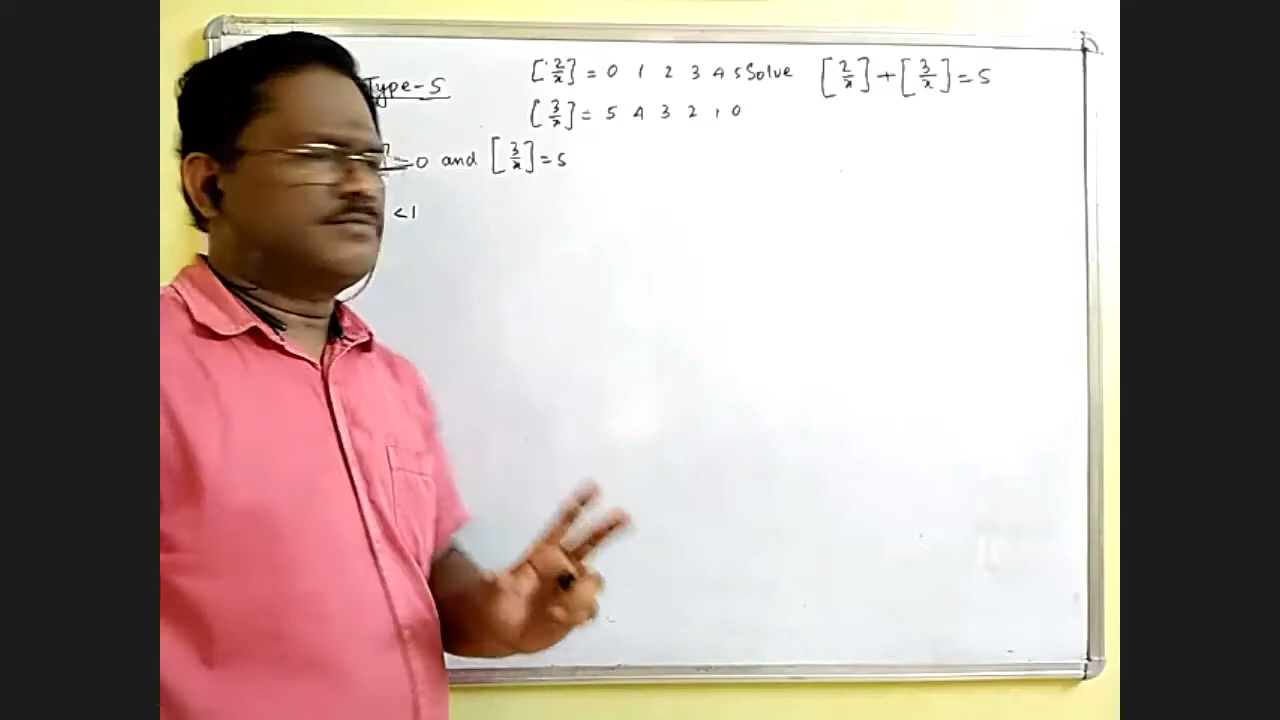 Type-5
[2/x] = 0 1 2 3 4 5 Solve [2/x] + [3/x] = 5
[3/x] = 5 4 3 2 1 0
= 0 and [3/x] = 5
< 1